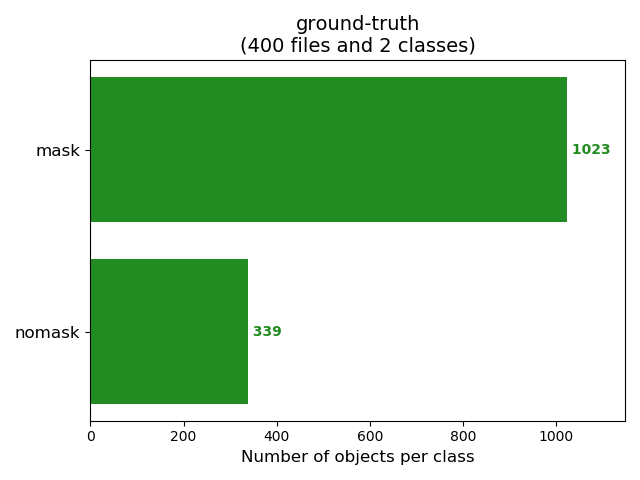 ground-truth
(400 files and 2 classes)
mask
1023
nomask
339
0 200 400 600 800 1000
Number of objects per class